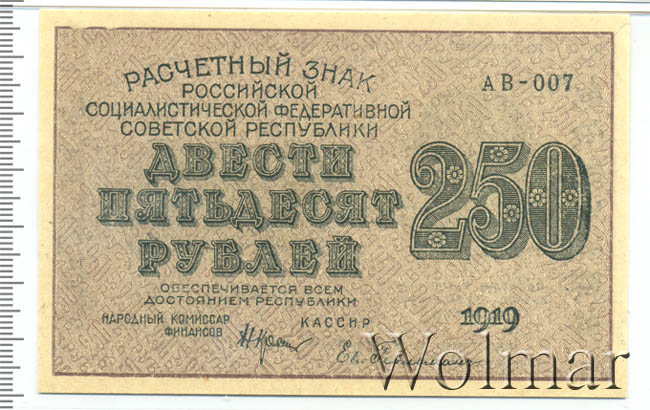 РАСЧЕТНЫЙ ЗНАК
РОССИЙСКОЙ
СОЦИАЛИСТИЧЕСКОЙ ФЕДЕРАТИВНОЙ
СОВЕТСКОЙ РЕСПУБЛИКИ
АВ-007
ДВЕСТИ
ПЯТЬДЕСЯТ
РУБЛЕЙ
250
ОБЕСПЕЧИВАЕТСЯ ВСЕМ
ДОСТОЯНИЕМ РЕСПУБЛИКИ
НАРОДНЫЙ КОМИССАР
ФИНАНСОВ
КАССИР
1919
Wolmar